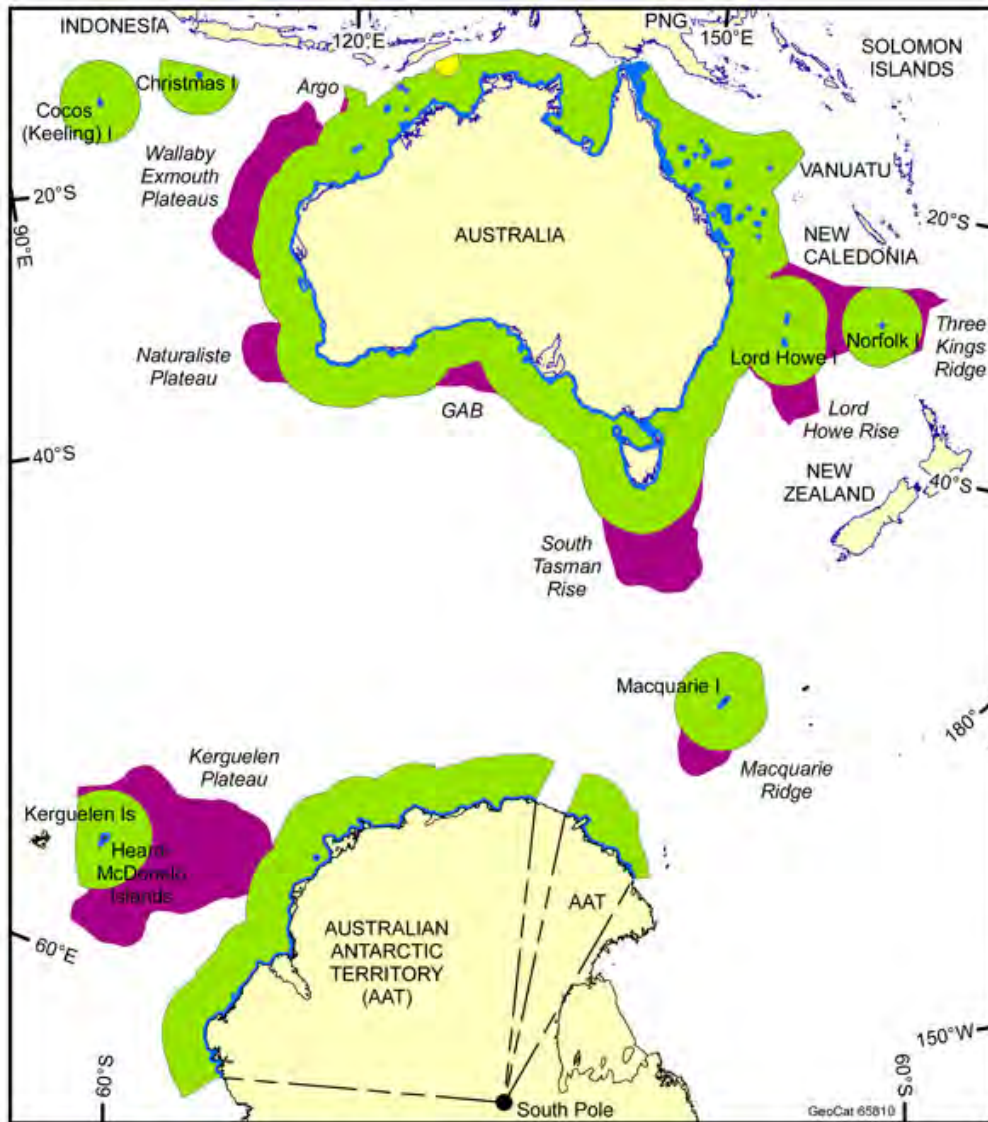 INDONESIA
120°E
PNG
150°E
SOLOMON
ISLANDS
Christmas I
Argo
Cocos
(Keeling) I
Wallaby
Exmouth
Plateaus
VANUATU
20°S
20°S
90°E
AUSTRALIA
NEW
CALEDONIA
Naturaliste
Plateau
Lord Howe I
Norfolk I
Three
Kings
Ridge
GAB
Lord
Howe Rise
40°S
NEW
ZEALAND
40°S
South
Tasman
Rise
Macquarie I
180°
Kerguelen
Plateau
Macquarie
Ridge
Kerguelen Is
Heard
McDonald
Islands
AAT
AUSTRALIAN
ANTARCTIC
TERRITORY
(AAT)
60°E
150°W
60°S
South Pole
60°S
GeoCat 65810